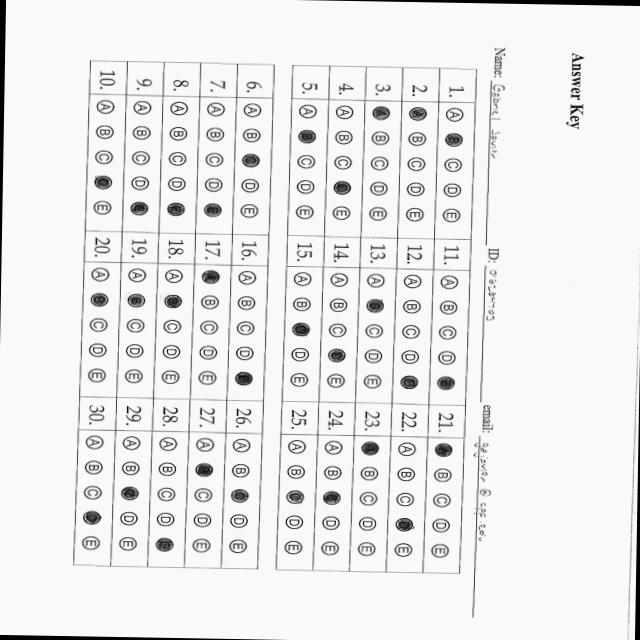 Answer Key
Name: Gabriel Javier ID: email: gjavier @ cpp.edu
1. A B C D E 11. A B C D E 21. A B C D E
2. A B C D E 12. A B C D E 22. A B C D E
3. A B C D E 13. A B C D E 23. A B C D E
4. A B C D E 14. A B C D E 24. A B C D E
5. A B C D E 15. A B C D E 25. A B C D E
6. A B C D E 16. A B C D E 26. A B C D E
7. A B C D E 17. A B C D E 27. A B C D E
8. A B C D E 18. A B C D E 28. A B C D E
9. A B C D E 19. A B C D E 29. A B C D E
10. A B C D E 20. A B C D E 30. A B C D E